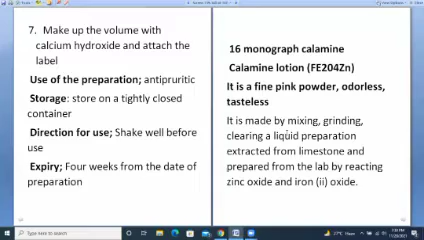 7. Make up the volume with
calcium hydroxide and attach the
label
Use of the preparation; antipruritic
Storage: store on a tightly closed
container
Direction for use; Shake well before
use
Expiry; Four weeks from the date of
preparation
16 monograph calamine
Calamine lotion (FE204Zn)
It is a fine pink powder, odorless,
tasteless
It is made by mixing, grinding,
clearing a liquid preparation
extracted from limestone and
prepared from the lab by reacting
zinc oxide and iron (ii) oxide.
Type here to search